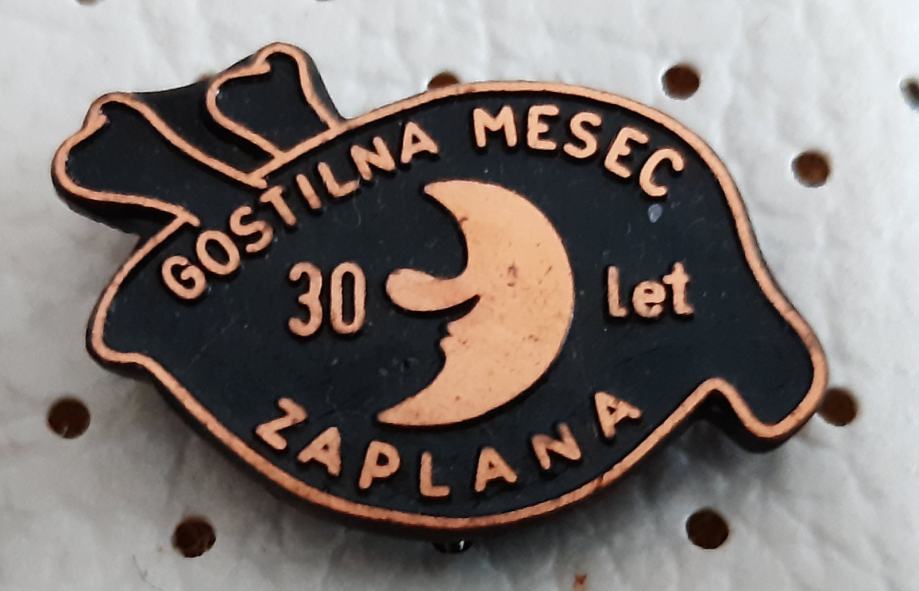 GOSTILNA MESEC
30 let
ZAPLANA